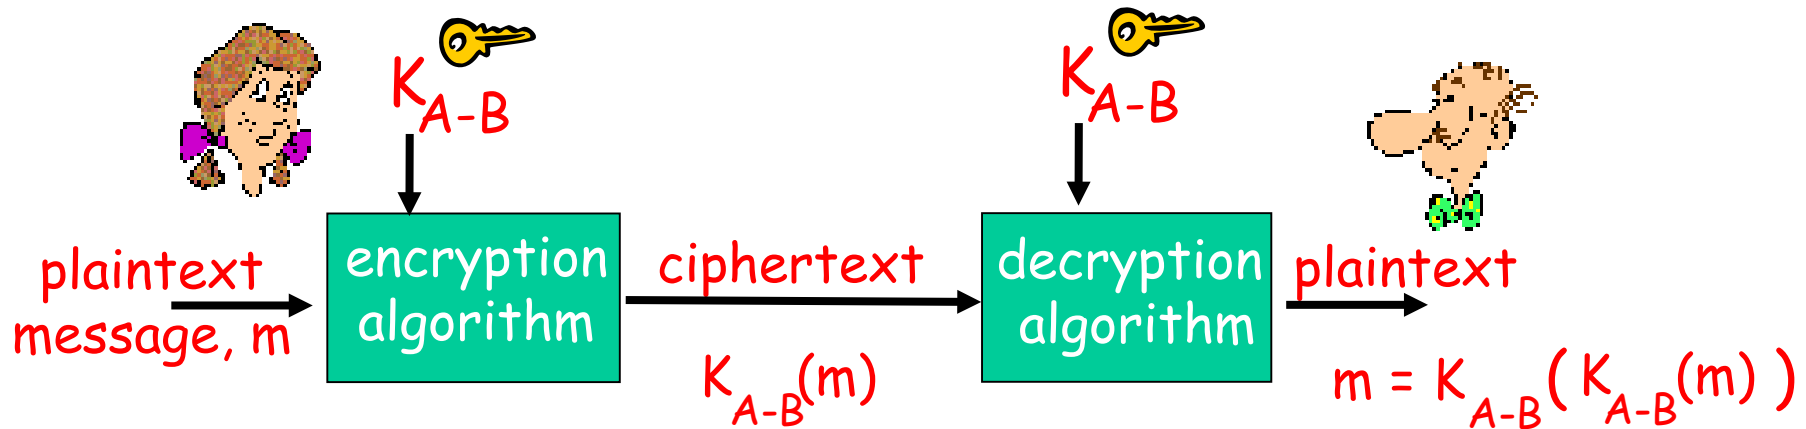 K A-B
K A-B
plaintext
message, m
encryption
algorithm
ciphertext
K A-B (m)
decryption
algorithm
plaintext
m = K A-B ( K A-B (m) )